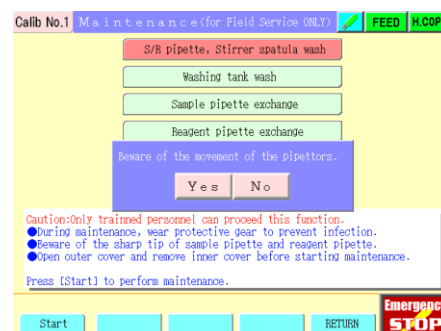 Calib No.1 Maintenance(for Field Service ONLY) FEED H.COP
S/R pipette, Stirrer spatula wash
Washing tank wash
Sample pipette exchange
Reagent pipette exchange
Beware of the movement of the pipettors.
Yes No
Caution:Only trainned personnel can proceed this function.
●During maintenance, wear protective gear to prevent infection.
●Beware of the sharp tip of sample pipette and reagent pipette.
●Open outer cover and remove inner cover before starting maintenance.
Press [Start] to perform maintenance.
Emergenc
STOP
Start RETURN